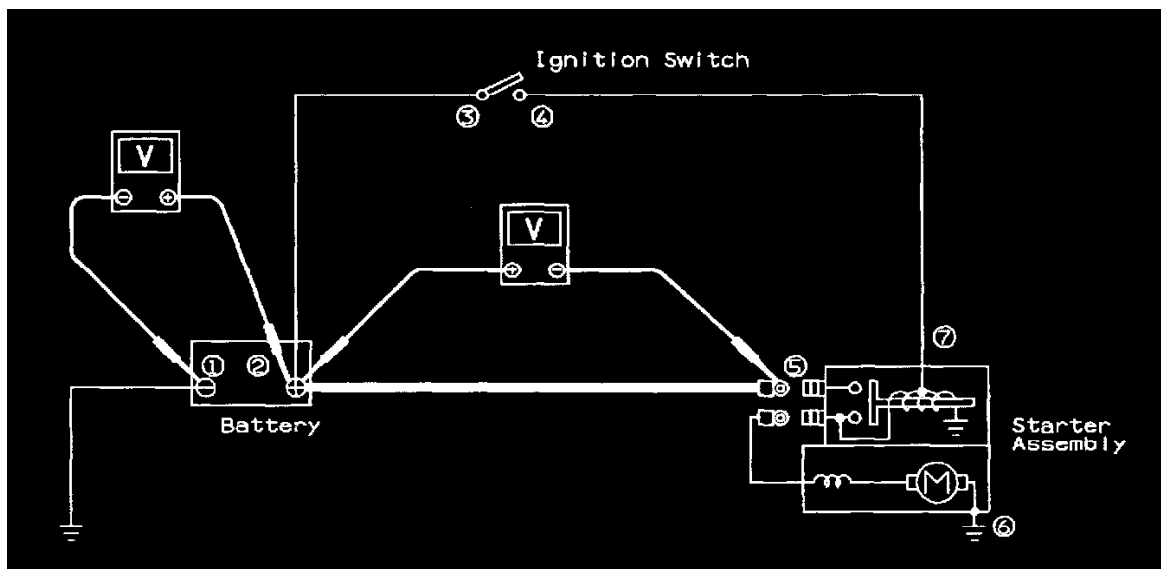 Ignition Switch
③ ④
V
− +
V
+ −
⑦
① ②
⑤
− +
Battery
Starter
Assembly
M
⑥